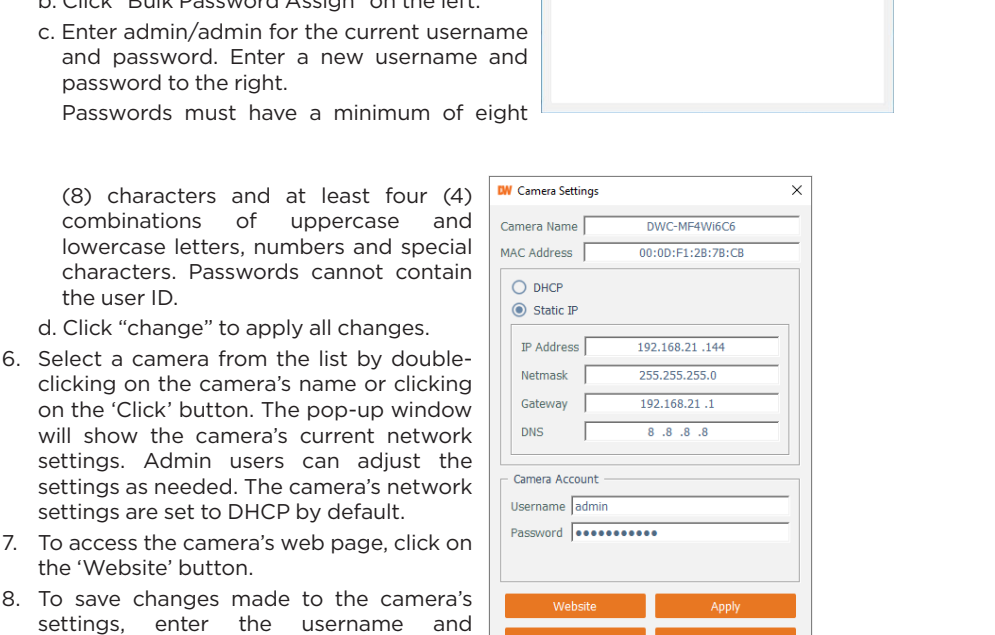 b. Click “Bulk Password Assign” on the left.
c. Enter admin/admin for the current username
and password. Enter a new username and
password to the right.
Passwords must have a minimum of eight
(8) characters and at least four (4)
combinations of uppercase and
lowercase letters, numbers and special
characters. Passwords cannot contain
the user ID.
d. Click “change” to apply all changes.
6. Select a camera from the list by double-
clicking on the camera’s name or clicking
on the ‘Click’ button. The pop-up window
will show the camera’s current network
settings. Admin users can adjust the
settings as needed. The camera’s network
settings are set to DHCP by default.
7. To access the camera’s web page, click on
the ‘Website’ button.
8. To save changes made to the camera’s
settings, enter the username and
DW Camera Settings
Camera Name DWC-MF4Wi6C6
MAC Address 00:0D:F1:2B:7B:CB
DHCP
Static IP
IP Address 192.168.21 .144
Netmask 255.255.255.0
Gateway 192.168.21 .1
DNS 8 .8 .8 .8
Camera Account
Username admin
Password ●●●●●●●●●●●
Website Apply